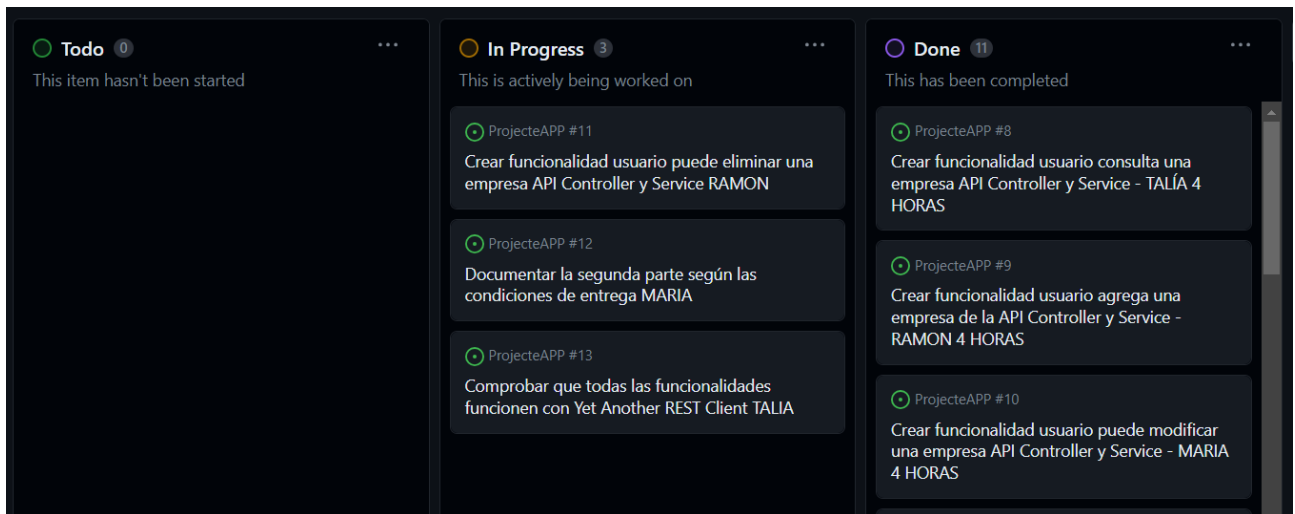 Todo 0
This item hasn't been started
In Progress 3
This is actively being worked on
ProjecteAPP #11
Crear funcionalidad usuario puede eliminar una
empresa API Controller y Service RAMON
ProjecteAPP #12
Documentar la segunda parte según las
condiciones de entrega MARIA
ProjecteAPP #13
Comprobar que todas las funcionalidades
funcionen con Yet Another REST Client TALIA
Done 11
This has been completed
ProjecteAPP #8
Crear funcionalidad usuario consulta una
empresa API Controller y Service - TALÍA 4
HORAS
ProjecteAPP #9
Crear funcionalidad usuario agrega una
empresa de la API Controller y Service -
RAMON 4 HORAS
ProjecteAPP #10
Crear funcionalidad usuario puede modificar
una empresa API Controller y Service - MARIA
4 HORAS